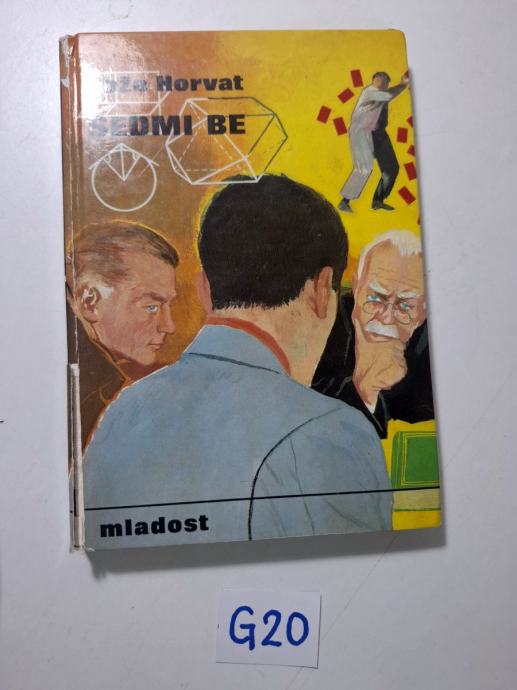 Horvat
SEDMI BE
mladost
G20